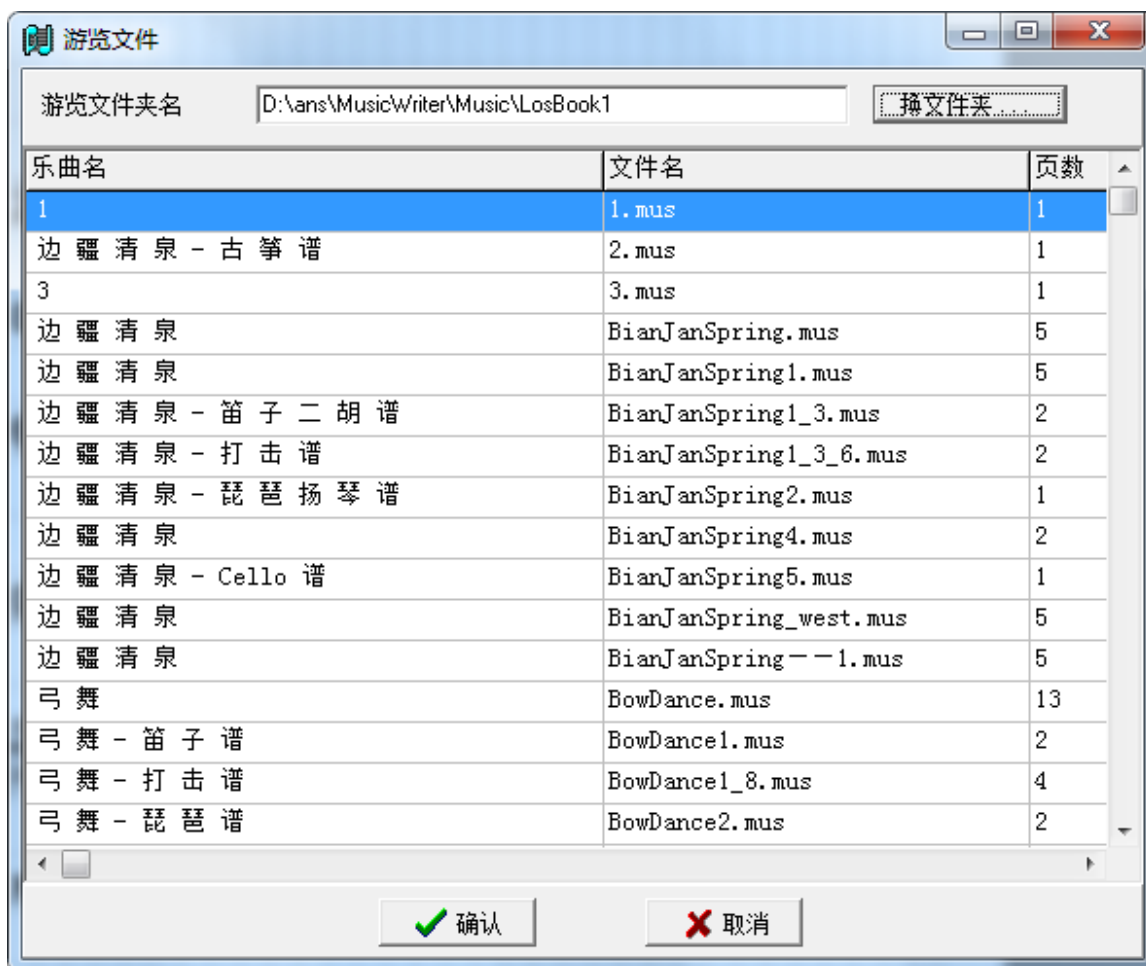 游览文件
游览文件夹名 D:\ans\MusicWriter\Music\LosBook1 换文件夹......
乐曲名 文件名 页数
1 1.mus 1
边 疆 清 泉 - 古 筝 谱 2.mus 1
3 3.mus 1
边 疆 清 泉 BianJanSpring.mus 5
边 疆 清 泉 BianJanSpring1.mus 5
边 疆 清 泉 - 笛 子 二 胡 谱 BianJanSpring1_3.mus 2
边 疆 清 泉 - 打 击 谱 BianJanSpring1_3_6.mus 2
边 疆 清 泉 - 琵 琶 扬 琴 谱 BianJanSpring2.mus 1
边 疆 清 泉 BianJanSpring4.mus 2
边 疆 清 泉 - Cello 谱 BianJanSpring5.mus 1
边 疆 清 泉 BianJanSpring_west.mus 5
边 疆 清 泉 BianJanSpring－－1.mus 5
弓 舞 BowDance.mus 13
弓 舞 - 笛 子 谱 BowDance1.mus 2
弓 舞 - 打 击 谱 BowDance1_8.mus 4
弓 舞 - 琵 琶 谱 BowDance2.mus 2
确认 取消